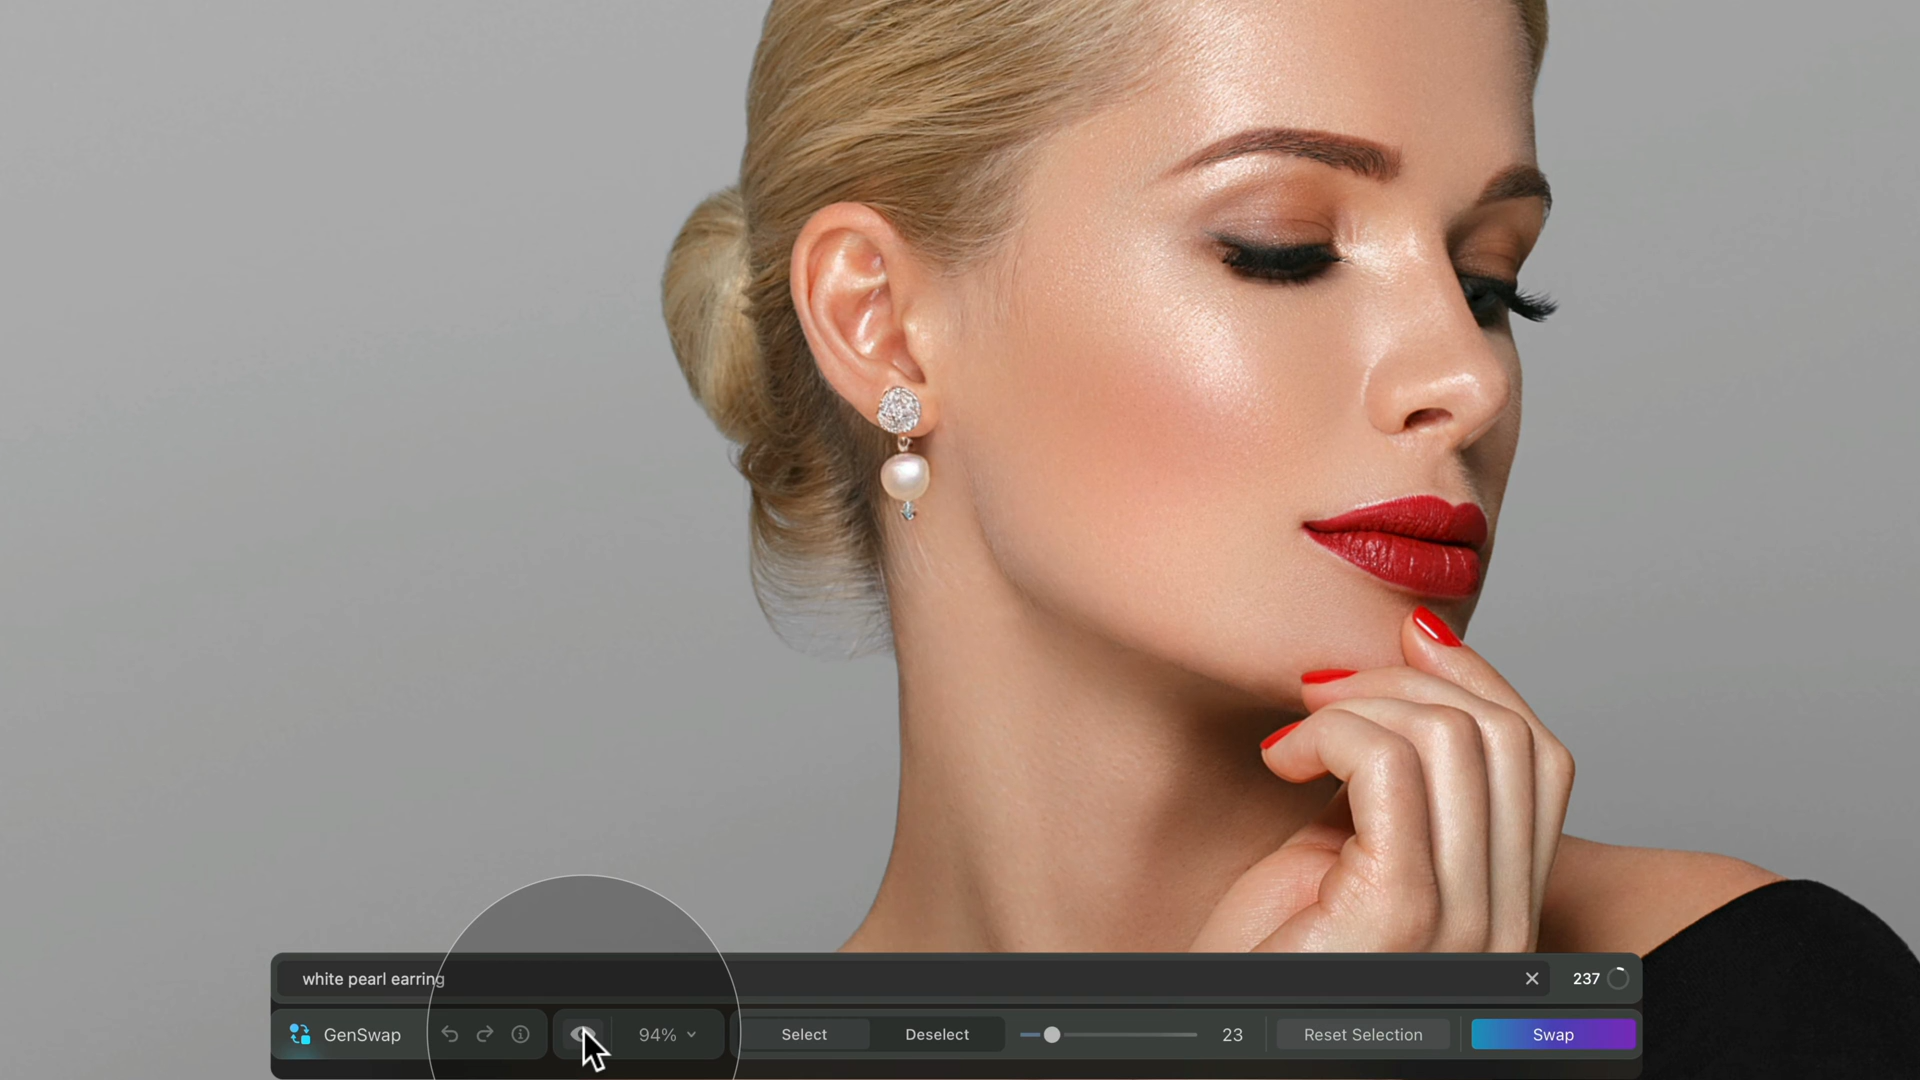 white pearl earring
237
GenSwap
94%
Select
Deselect
23
Reset Selection
Swap